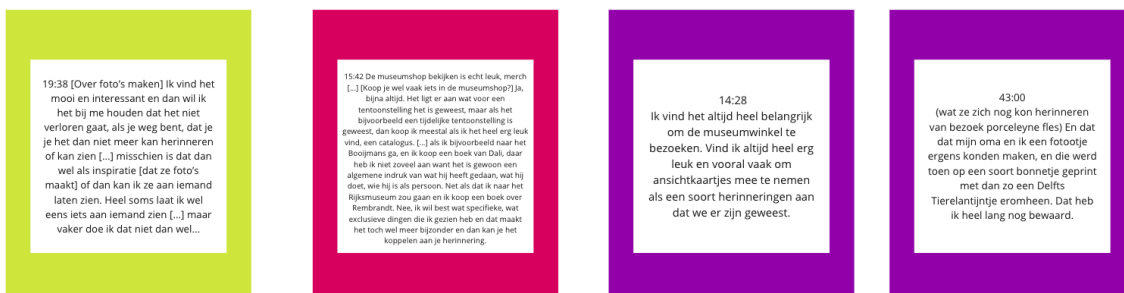 19:38 [Over foto's maken] Ik vind het
mooi en interessant en dan wil ik
het bij me houden dat het niet
verloren gaat, als je weg bent, dat je
je het dan niet meer kan herinneren
of kan zien [...] misschien is dat dan
wel als inspiratie [dat ze foto's
maakt] of dan kan ik ze aan iemand
laten zien. Heel soms laat ik wel
eens iets aan iemand zien [...] maar
vaker doe ik dat niet dan wel...
15:42 De museumshop bekijken is echt leuk, merch
[...] [Koop je wel vaak iets in de museumshop?] Ja,
bijna altijd. Het ligt er aan wat voor een
tentoonstelling het is geweest, maar als het
bijvoorbeeld een tijdelijke tentoonstelling is
geweest, dan koop ik meestal als ik het heel erg leuk
vind, een catalogus. [...] als ik bijvoorbeeld naar het
Booijmans ga, en ik koop een boek van Dali, daar
heb ik niet zoveel aan want het is gewoon een
algemene indruk van wat hij heeft gedaan, wat hij
doet, wie hij is als persoon. Net als dat ik naar het
Rijksmuseum zou gaan en ik koop een boek over
Rembrandt. Nee, ik wil best wat specifieke, wat
exclusieve dingen die ik gezien heb en dat maakt
het toch wel meer bijzonder en dan kan je het
koppelen aan je herinnering.
14:28
Ik vind het altijd heel belangrijk
om de museumwinkel te
bezoeken. Vind ik altijd heel erg
leuk en vooral vaak om
ansichtkaartjes mee te nemen
als een soort herinneringen aan
dat we er zijn geweest.
43:00
(wat ze zich nog kon herinneren
van bezoek porceleyne fles) En dat
dat mijn oma en ik een fotootje
ergens konden maken, en die werd
toen op een soort bonnetje geprint
met dan zo een Delfts
Tierelantijntje eromheen. Dat heb
ik heel lang nog bewaard.